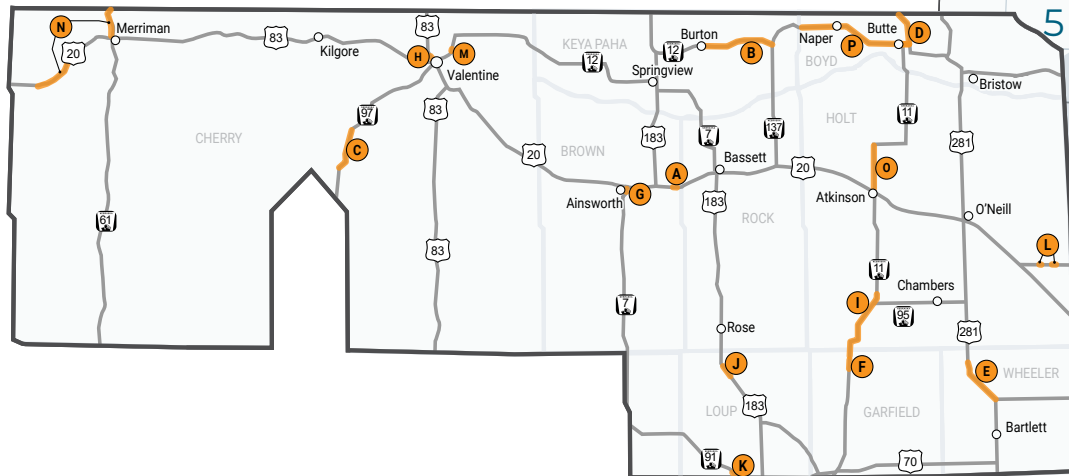 5
N
Merriman
20
83
Kilgore
83
H
M
Valentine
KEYA PAHA
12
12
Burton
B
Naper
P
Butte
D
BOYD
Springview
Bristow
CHERRY
97
C
83
183
7
137
HOLT
11
281
20
BROWN
A
Bassett
20
O
Ainsworth
G
183
Atkinson
ROCK
O'Neill
61
83
L
11
7
I
Chambers
95
Rose
281
J
F
E
WHEELER
183
LOUP
GARFIELD
Bartlett
91
K
70